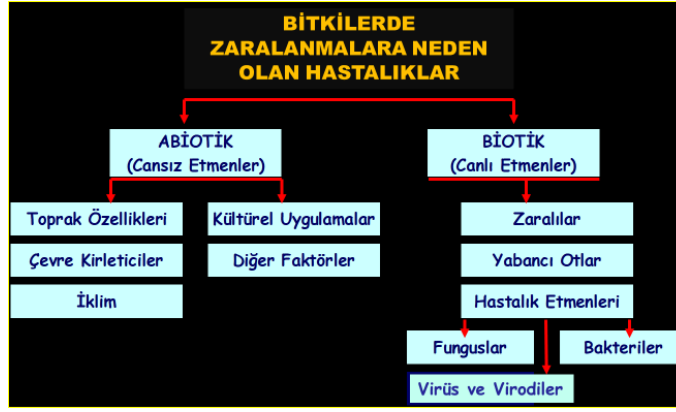 BİTKİLERDE
ZARALANMALARA NEDEN
OLAN HASTALIKLAR
ABİOTİK
(Cansız Etmenler)
BİOTİK
(Canlı Etmenler)
Toprak Özellikleri
Kültürel Uygulamalar
Zaralılar
Çevre Kirleticiler
Diğer Faktörler
Yabancı Otlar
İklim
Hastalık Etmenleri
Funguslar
Bakteriler
Virüs ve Virodiler